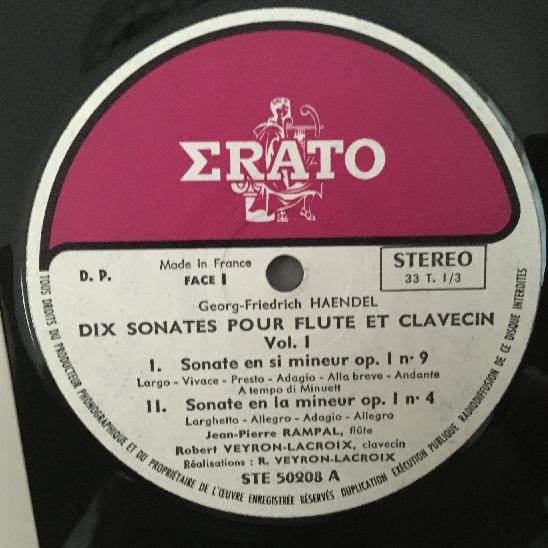 ΣRATO
D. P.
Made in France
FACE I
STEREO
33 T. 1/3
Georg-Friedrich HAENDEL
DIX SONATES POUR FLUTE ET CLAVECIN
Vol. I
I. Sonate en si mineur op. I n· 9
Largo - Vivace - Presto - Adagio - Alla breve - Andante
A tempo di Minuett
II. Sonate en la mineur op. I n· 4
Larghetto - Allegro - Adagio - Allegro
Jean-Pierre RAMPAL, flûte
Robert VEYRON-LACROIX, clavecin
Réalisations : R. VEYRON-LACROIX
STE 50208 A
TOUS DROITS DU PRODUCTEUR PHONOGRAPHIQUE ET DU PROPRIÉTAIRE DE L'ŒUVRE ENREGISTRÉE RÉSERVÉS DUPLICATION EXÉCUTION PUBLIQUE RADIODIFFUSION DE CE DISQUE INTERDITES